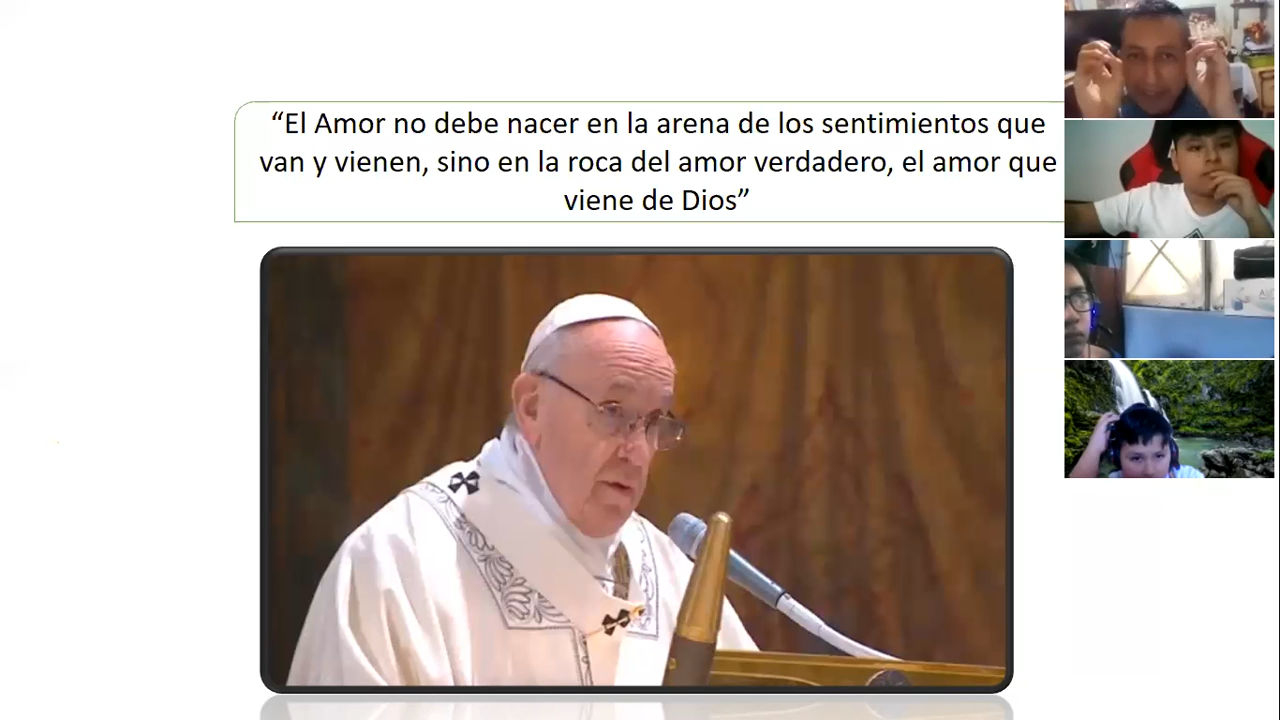 “El Amor no debe nacer en la arena de los sentimientos que
van y vienen, sino en la roca del amor verdadero, el amor que
viene de Dios”